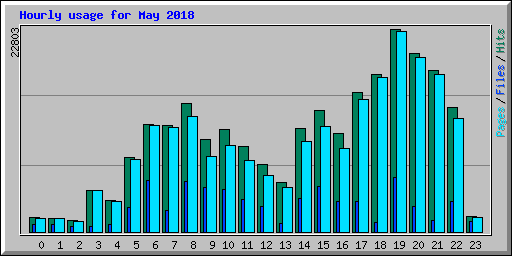 Hourly usage for May 2018
22803
Pages/Files/Hits
0 1 2 3 4 5 6 7 8 9 10 11 12 13 14 15 16 17 18 19 20 21 22 23